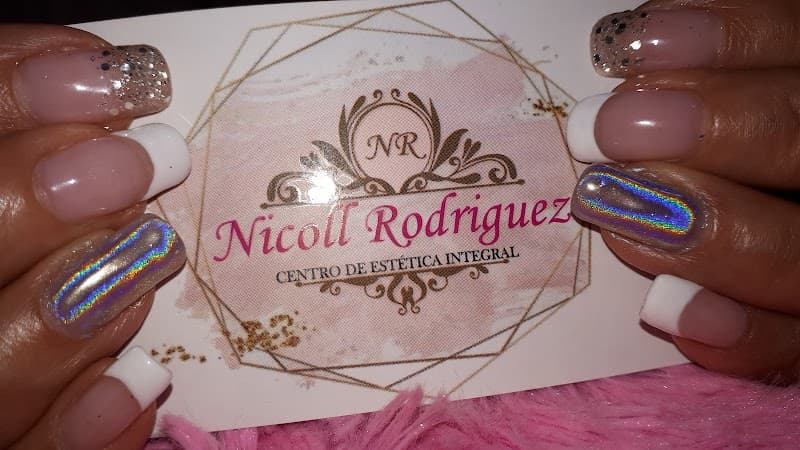 NR
Nicoll Rodriguez
CENTRO DE ESTÉTICA INTEGRAL